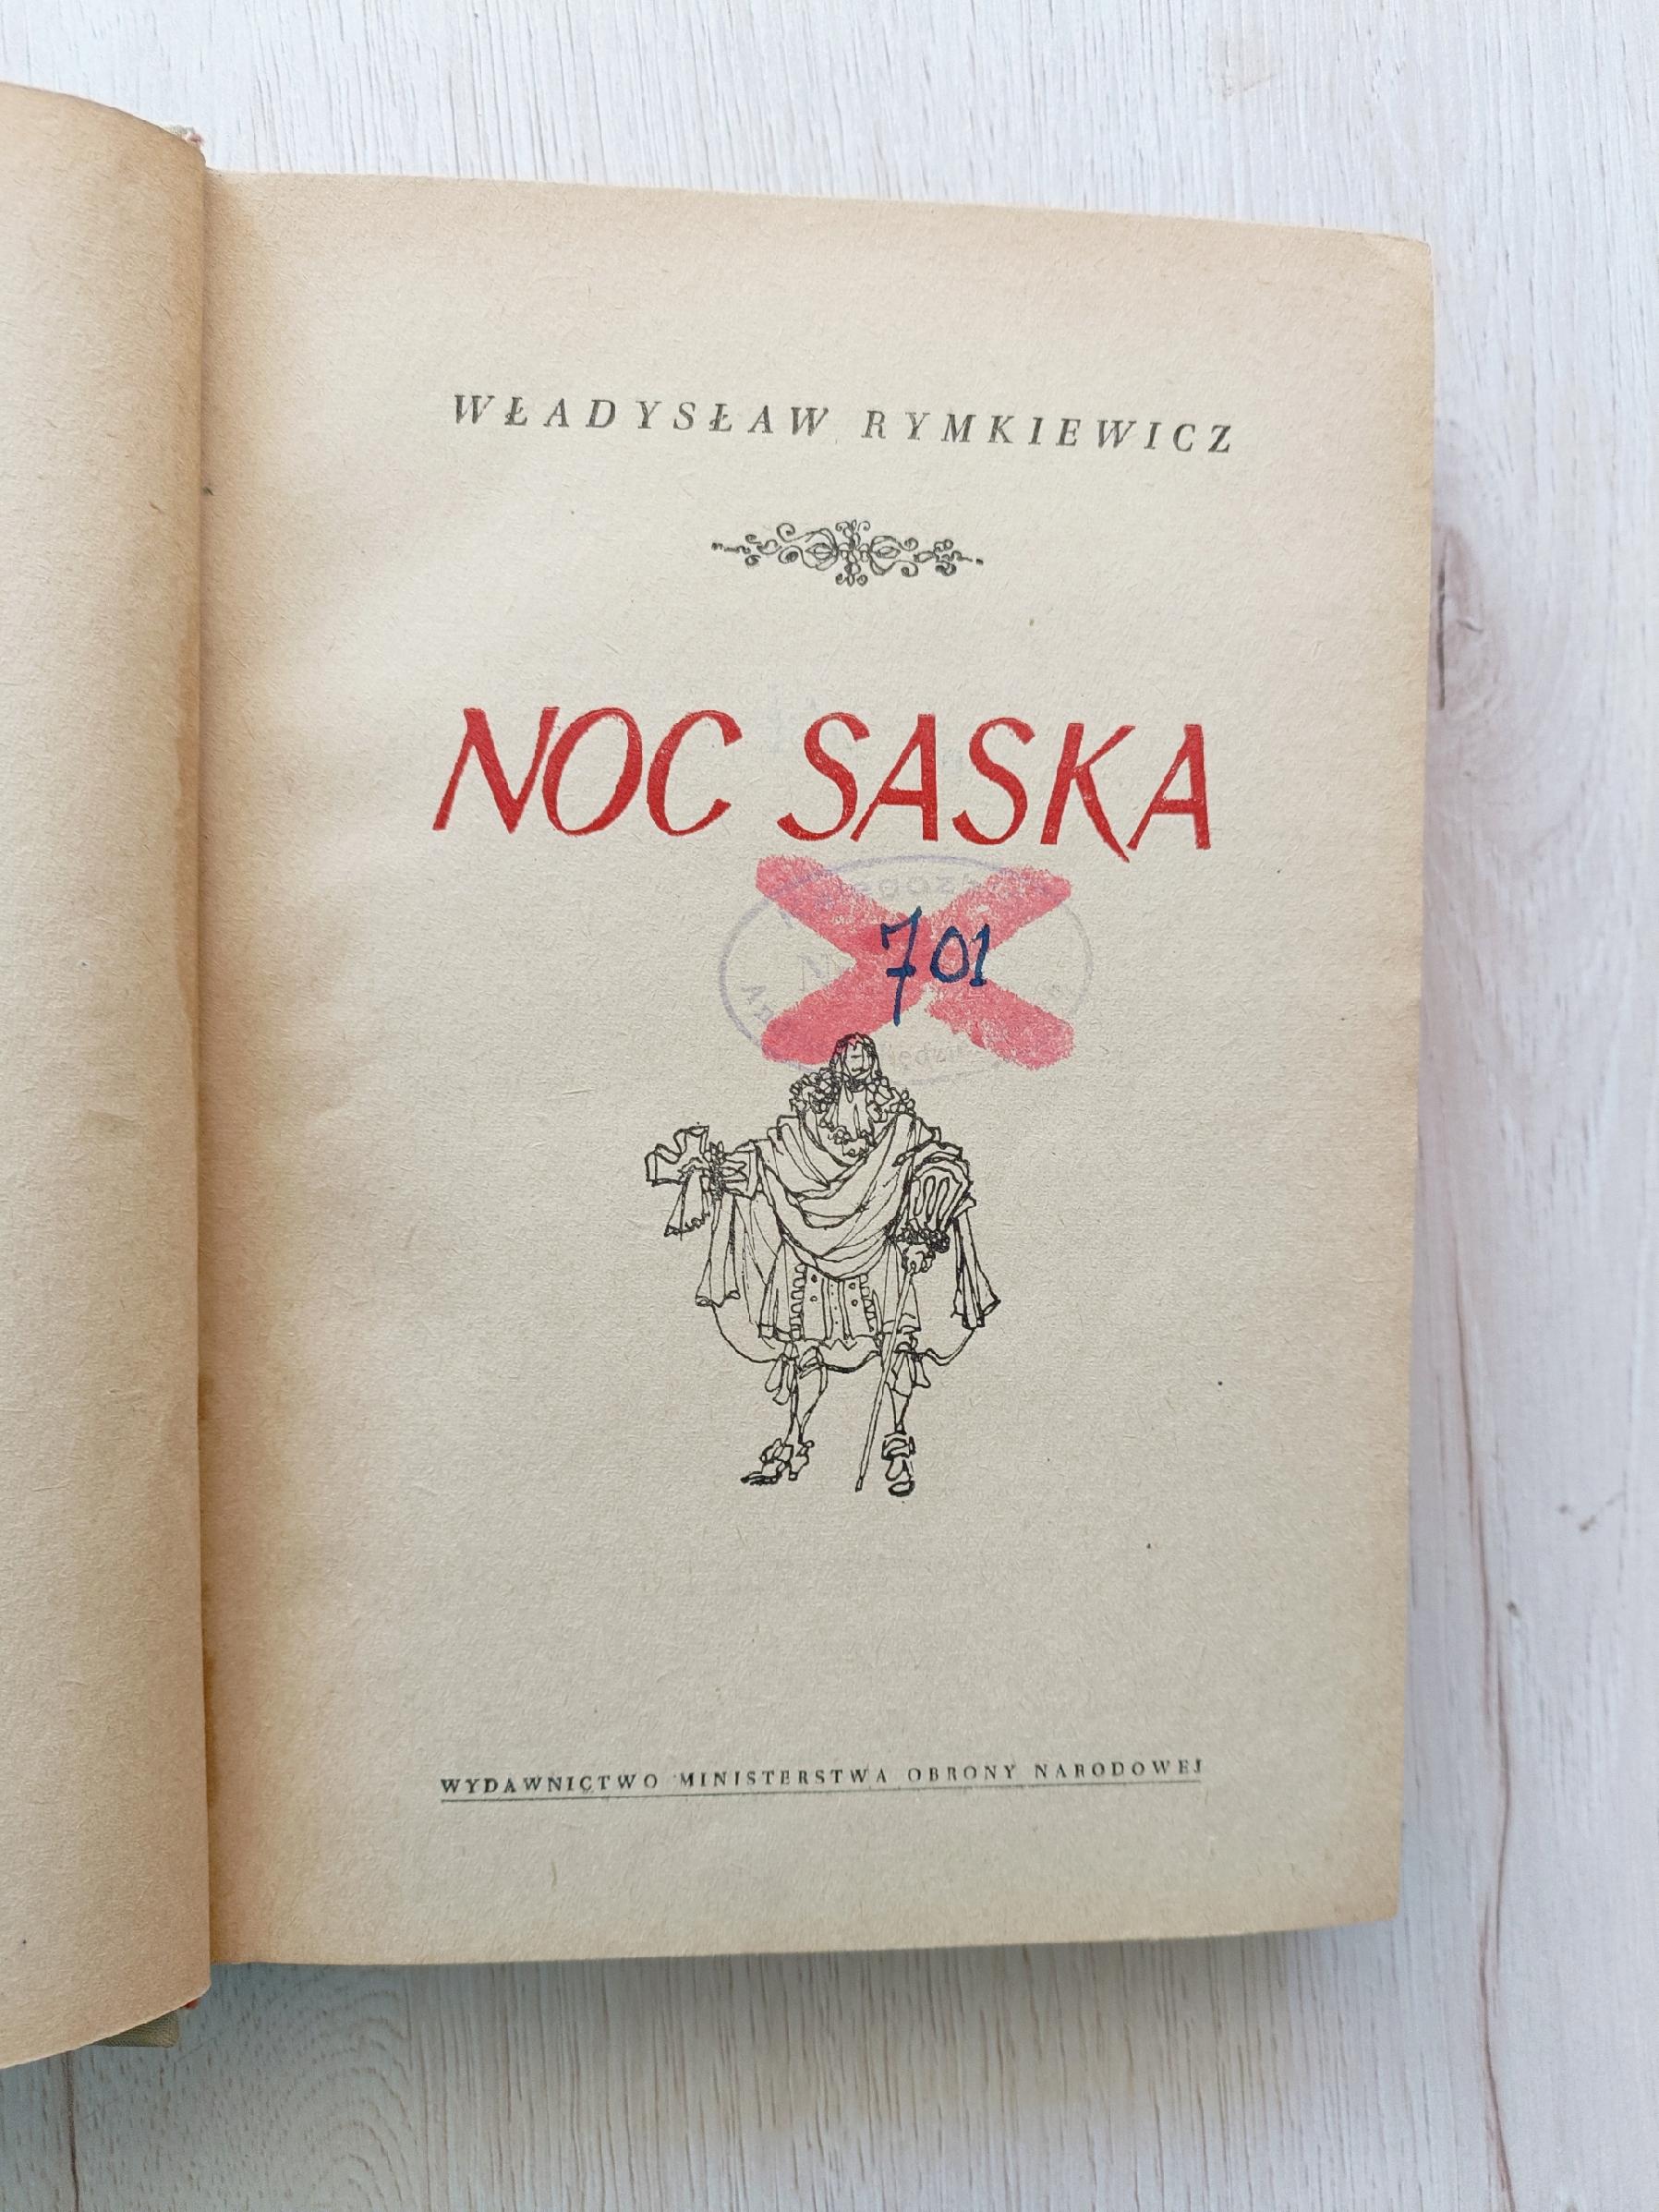 WŁADYSŁAW RYMKIEWICZ
NOC SASKA
701
WYDAWNICTWO MINISTERSTWA OBRONY NARODOWEJ